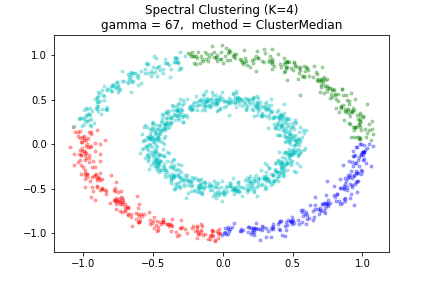 Spectral Clustering (K=4)
gamma = 67,  method = ClusterMedian
1.0
0.5
0.0
−0.5
−1.0
−1.0 −0.5 0.0 0.5 1.0